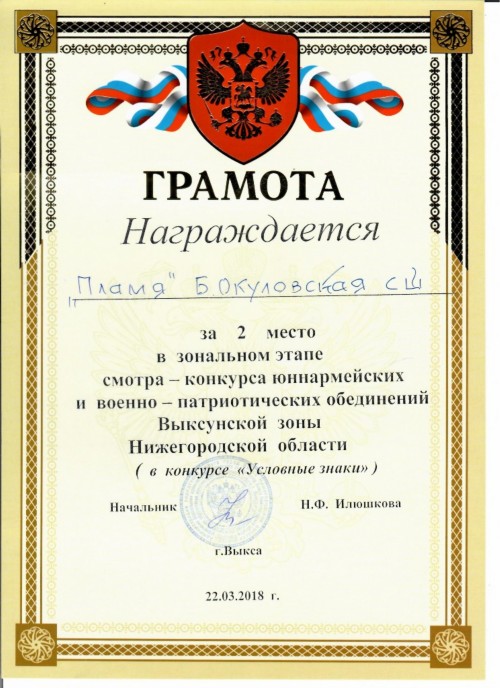 ГРАМОТА
Награждается
„Пламя" Б.Окуловская сш
за 2 место
в зональном этапе
смотра – конкурса юннармейских
и военно – патриотических обединений
Выксунской зоны
Нижегородской области
( в конкурсе «Условные знаки» )
Начальник Н.Ф. Илюшкова
г.Выкса
22.03.2018 г.